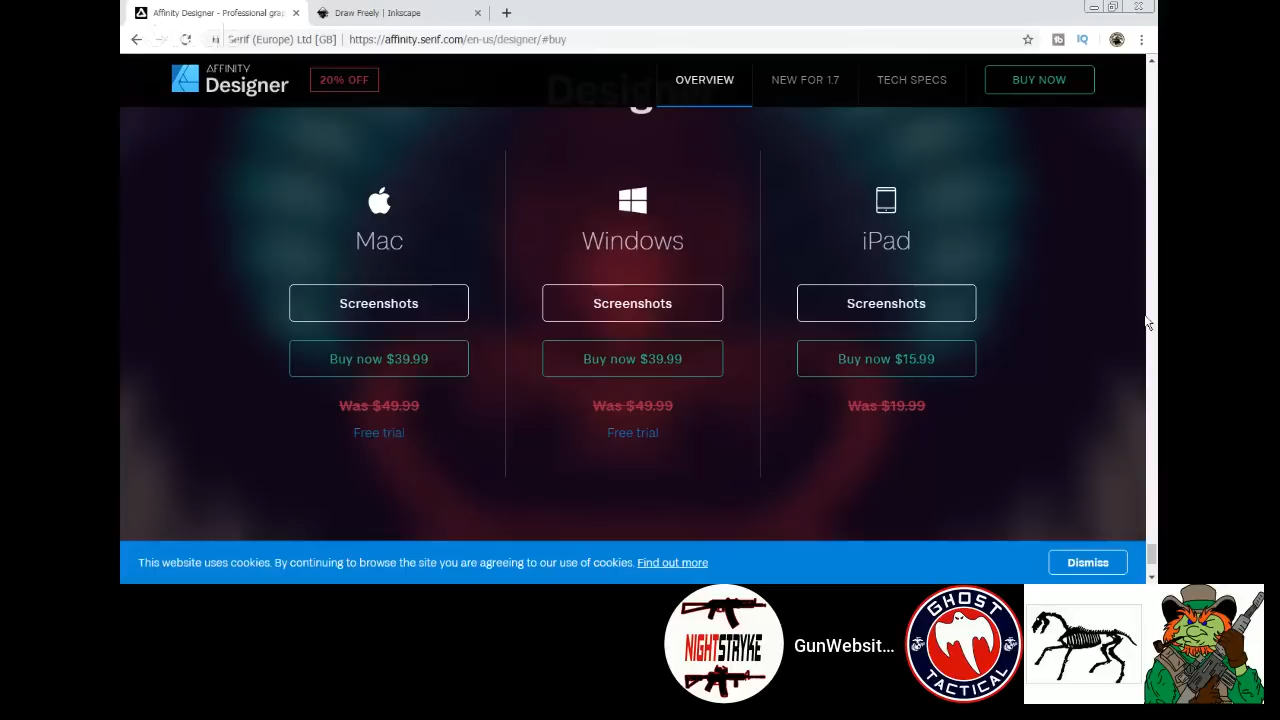 Affinity Designer - Professional grap
Draw Freely | Inkscape
Serif (Europe) Ltd [GB] | https://affinity.serif.com/en-us/designer/#buy
AFFINITY
Designer
20% OFF
OVERVIEW
NEW FOR 1.7
TECH SPECS
BUY NOW
Designer
Mac
Windows
iPad
Screenshots
Screenshots
Screenshots
Buy now $39.99
Buy now $39.99
Buy now $15.99
Was $49.99
Was $49.99
Was $19.99
Free trial
Free trial
This website uses cookies. By continuing to browse the site you are agreeing to our use of cookies. Find out more
Dismiss
NIGHTSTRYKE
GunWebsit...
GHOST
TACTICAL